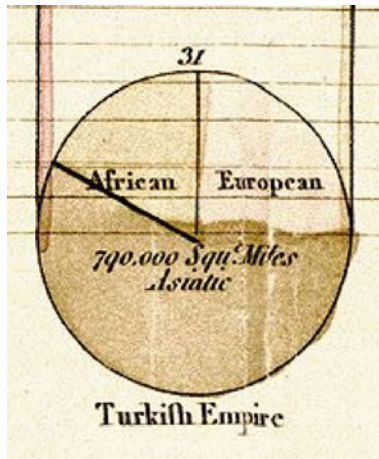 31
African European
790.000 Squ.ͤ Miles
Asiatic
Turkiſh Empire